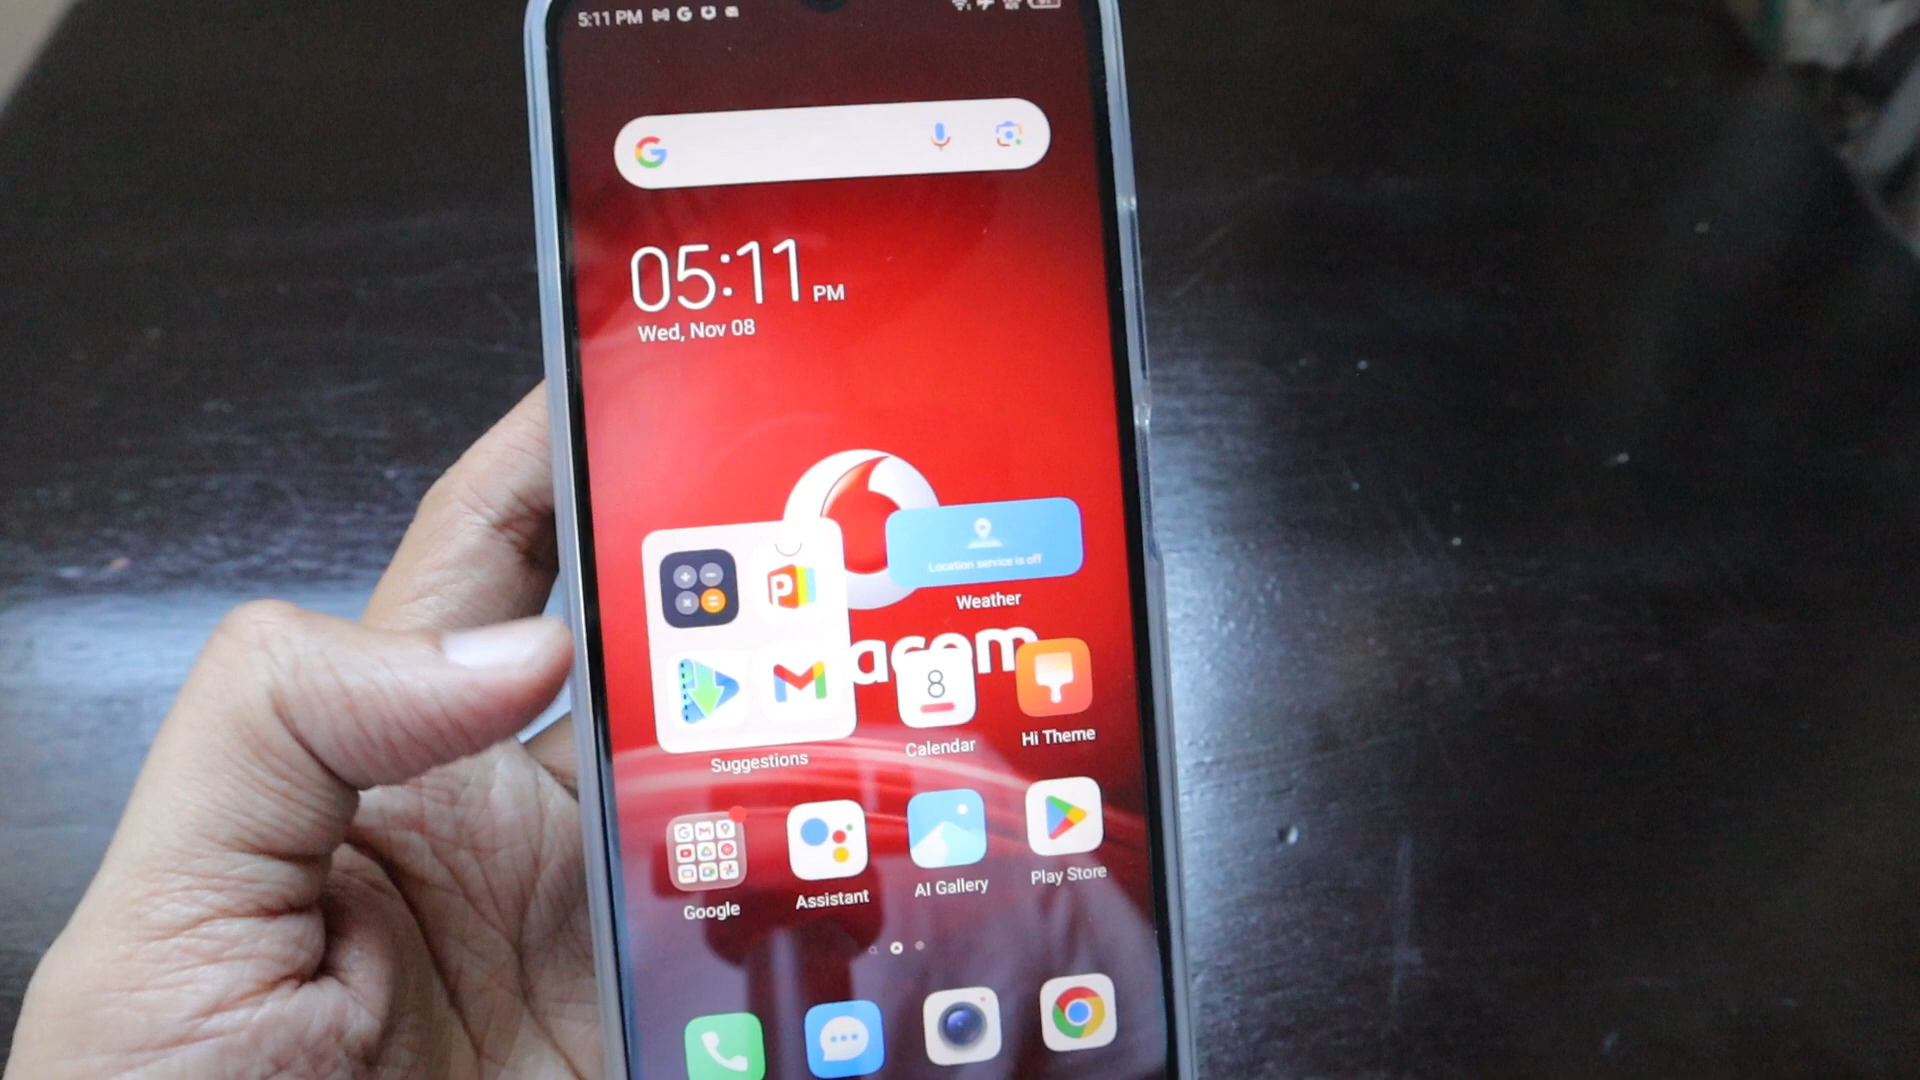 5:11 PM
05:11 PM
Wed, Nov 08
Location service is off
Weather
acom
8
Calendar
Hi Theme
Suggestions
Google
Assistant
AI Gallery
Play Store